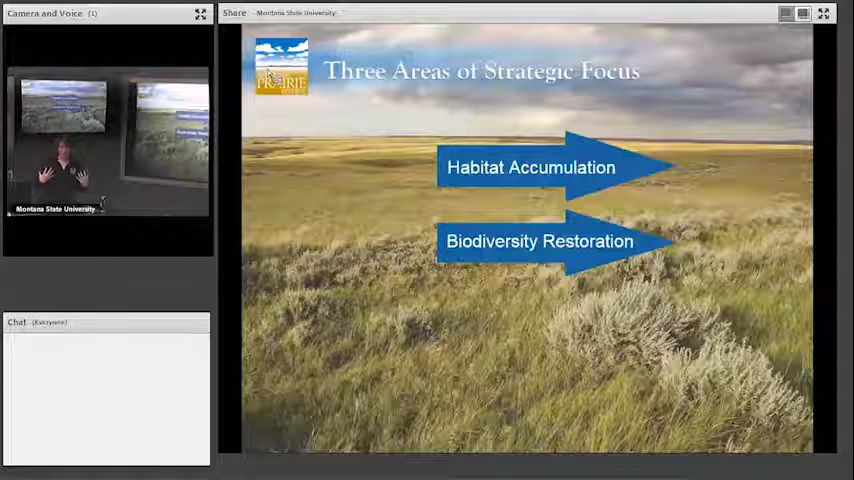 Camera and Voice (1)
Montana State University
Chat (Everyone)
Share - Montana State University
PRAIRIE
Three Areas of Strategic Focus
Habitat Accumulation
Biodiversity Restoration